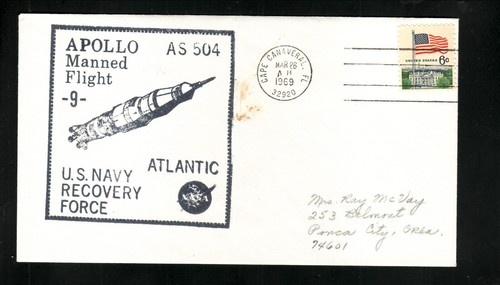 APOLLO
AS 504
Manned
Flight
-9-
ATLANTIC
U.S. NAVY
RECOVERY
FORCE
NASA
CAPE CANAVERAL, FL
MAR 26
AM
1969
32920
UNITED STATES 6c
Mrs. Ray McVay
253 Belmont
Ponca City, Okla.
74601